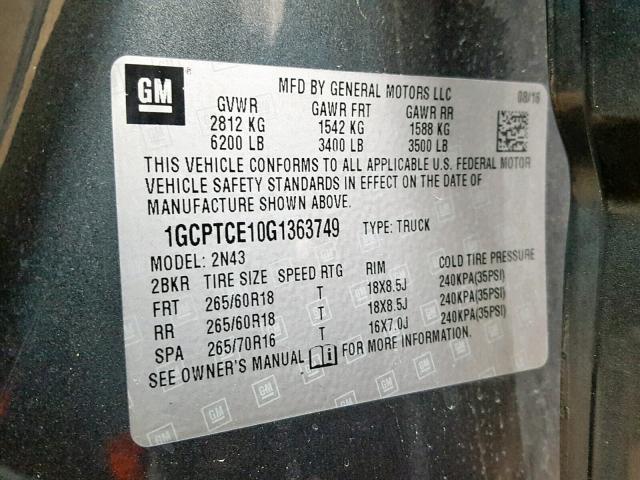 GM
MFD BY GENERAL MOTORS LLC 08/16
GVWR GAWR FRT GAWR RR
2812 KG 1542 KG 1588 KG
6200 LB 3400 LB 3500 LB
THIS VEHICLE CONFORMS TO ALL APPLICABLE U.S. FEDERAL MOTOR
VEHICLE SAFETY STANDARDS IN EFFECT ON THE DATE OF
MANUFACTURE SHOWN ABOVE.
1GCPTCE10G1363749 TYPE: TRUCK
MODEL: 2N43
2BKR TIRE SIZE SPEED RTG RIM COLD TIRE PRESSURE
FRT 265/60R18 T 18X8.5J 240KPA(35PSI)
RR 265/60R18 T 18X8.5J 240KPA(35PSI)
SPA 265/70R16 T 16X7.0J 240KPA(35PSI)
SEE OWNER'S MANUAL FOR MORE INFORMATION.